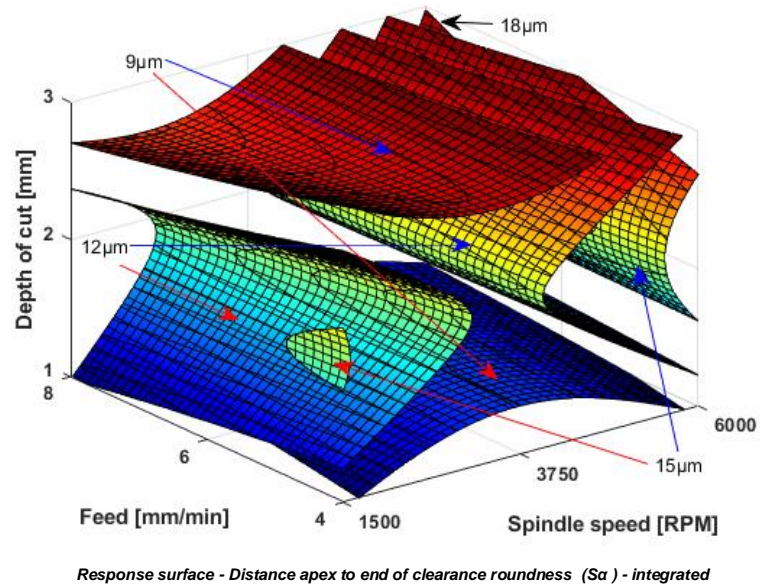 18µm
9µm
3
Depth of cut [mm]
2
12µm
1
8
6000
6
3750
15µm
Feed [mm/min]
4
1500
Spindle speed [RPM]
Response surface - Distance apex to end of clearance roundness (Sα ) - integrated